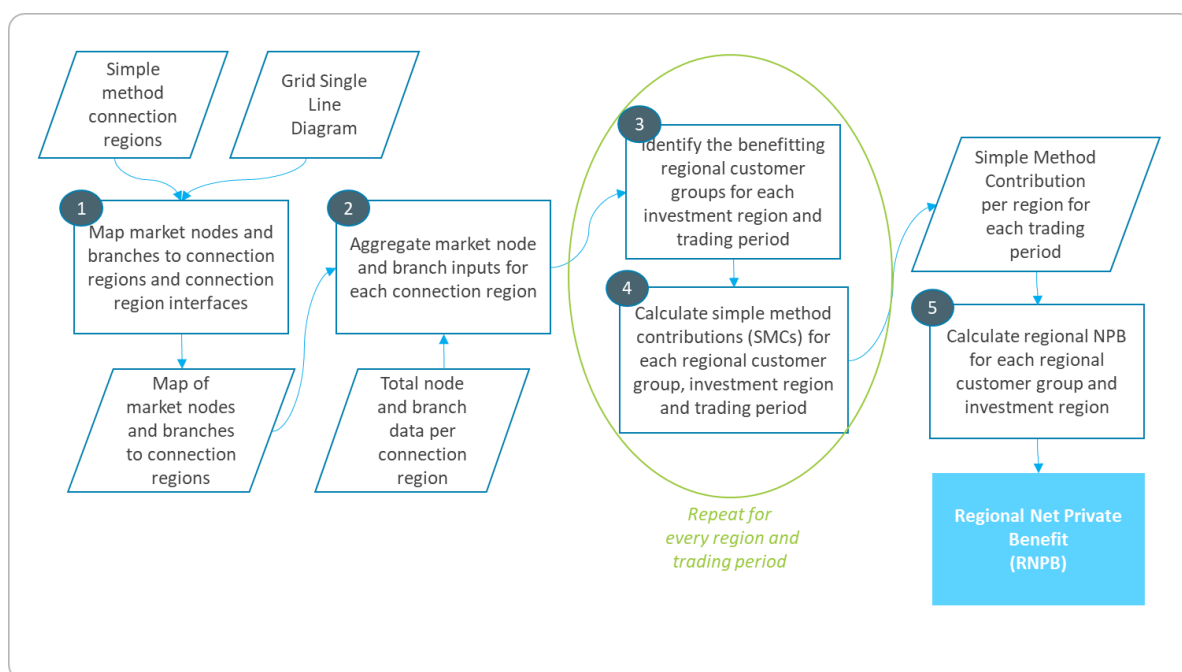 Simple
method
connection
regions
Grid Single
Line
Diagram
1
Map market nodes and
branches to connection
regions and connection
region interfaces
Map of
market nodes
and branches
to connection
regions
2
Aggregate market node
and branch inputs for
each connection region
Total node
and branch
data per
connection
region
3
Identify the benefitting
regional customer
groups for each
investment region and
trading period
4
Calculate simple method
contributions (SMCs) for
each regional customer
group, investment region
and trading period
Repeat for
every region and
trading period
Simple Method
Contribution
per region for
each trading
period
5
Calculate regional NPB
for each regional
customer group and
investment region
Regional Net Private
Benefit
(RNPB)